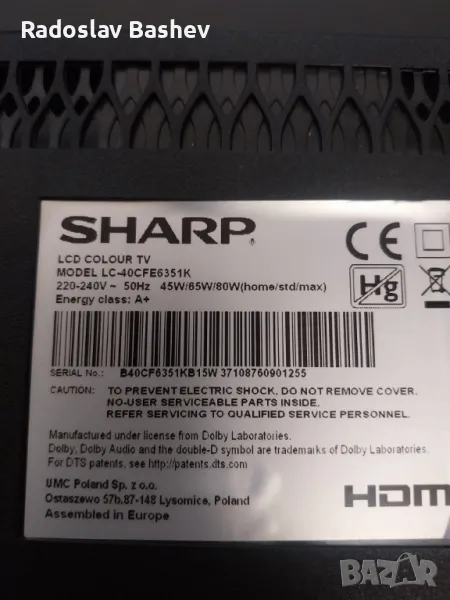 Radoslav Bashev
SHARP®
LCD COLOUR TV
MODEL LC-40CFE6351K
220-240V ~ 50Hz 45W/65W/80W(home/std/max)
Energy class: A+
CE
Hg
SERIAL No.: B40CF6351KB15W 37108760901255
CAUTION: TO PREVENT ELECTRIC SHOCK, DO NOT REMOVE COVER.
NO-USER SERVICEABLE PARTS INSIDE.
REFER SERVICING TO QUALIFIED SERVICE PERSONNEL.
Manufactured under license from Dolby Laboratories.
Dolby, Dolby Audio and the double-D symbol are trademarks of Dolby Laboratories.
For DTS patents, see http://patents.dts.com
UMC Poland Sp. z o.o.
Ostaszewo 57b,87-148 Lysomice, Poland
Assembled in Europe
HDM
BAZAR